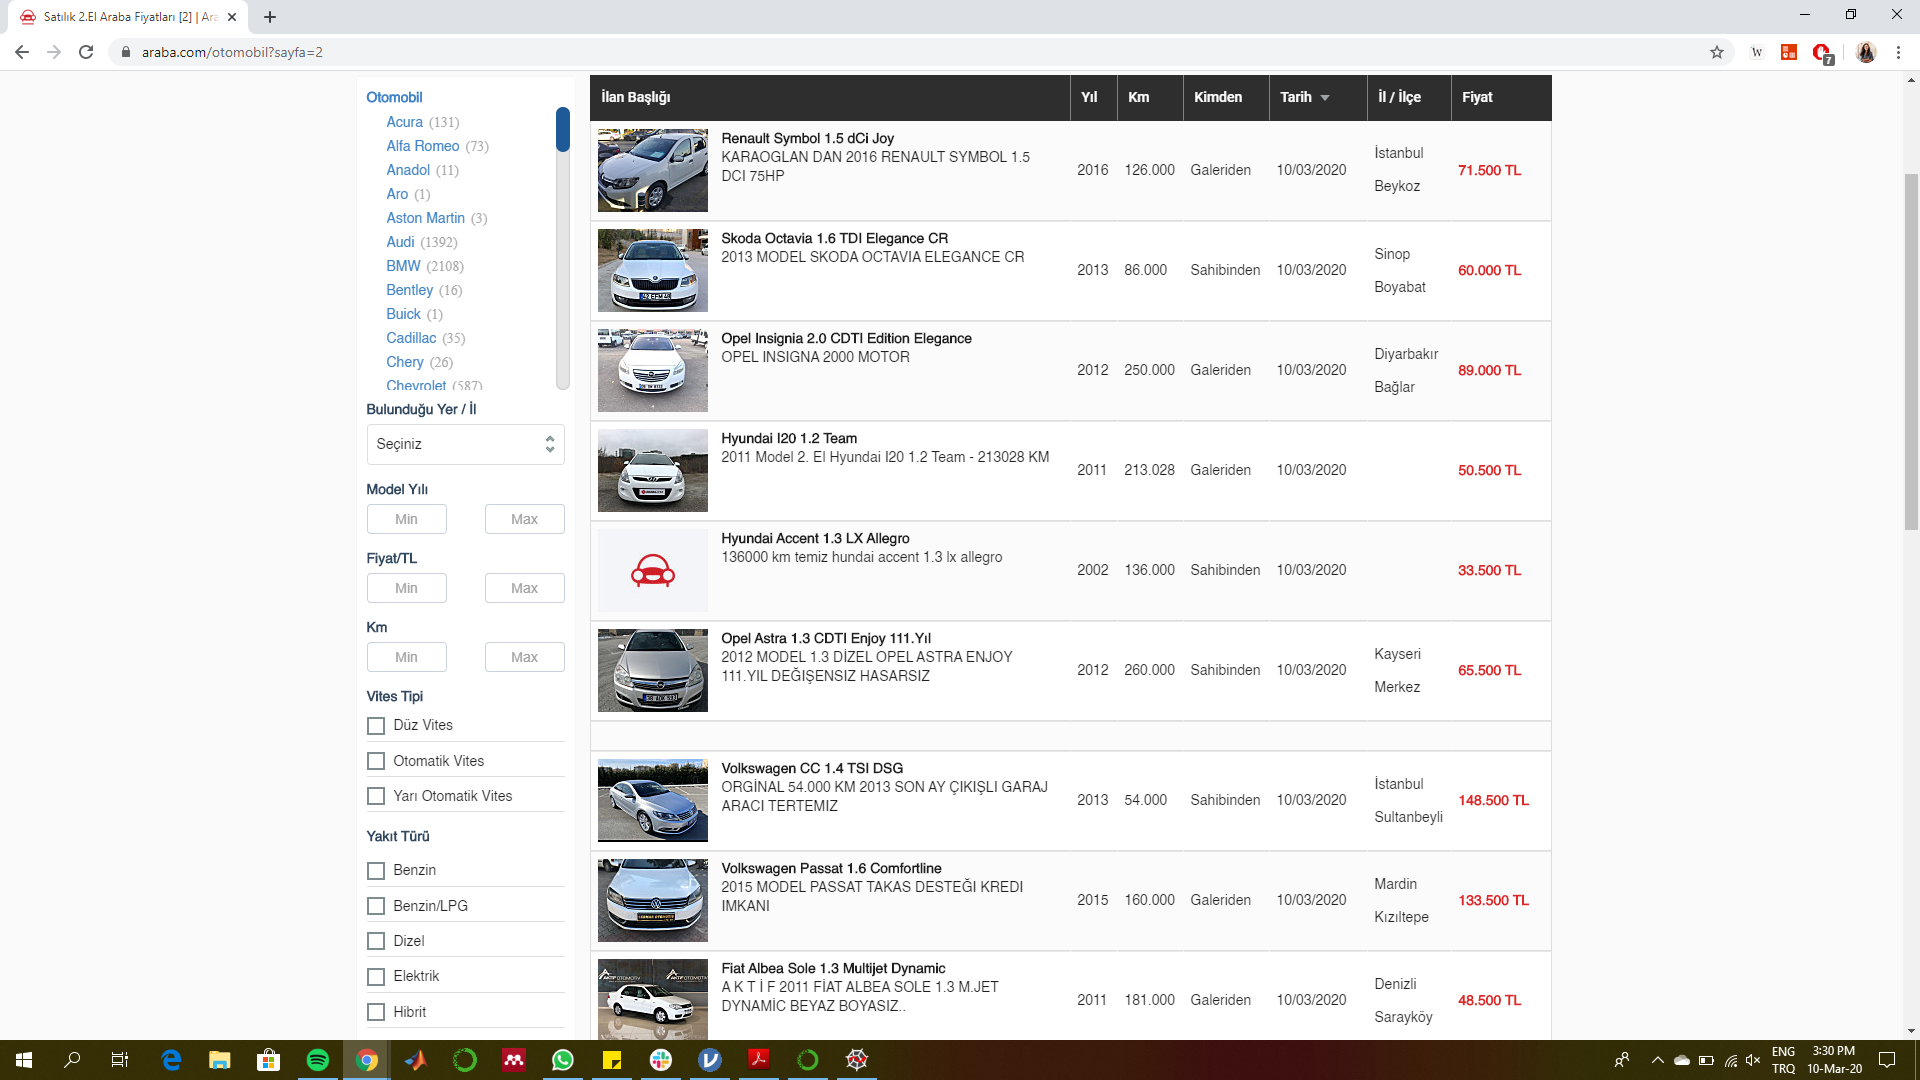 Satılık 2.El Araba Fiyatları [2] | Ara
araba.com/otomobil?sayfa=2
7
Otomobil
Acura (131)
Alfa Romeo (73)
Anadol (11)
Aro (1)
Aston Martin (3)
Audi (1392)
BMW (2108)
Bentley (16)
Buick (1)
Cadillac (35)
Chery (26)
Chevrolet (587)
Bulunduğu Yer / İl
Seçiniz
Model Yılı
Min Max
Fiyat/TL
Min Max
Km
Min Max
Vites Tipi
Düz Vites
Otomatik Vites
Yarı Otomatik Vites
Yakıt Türü
Benzin
Benzin/LPG
Dizel
Elektrik
Hibrit
İlan Başlığı Yıl Km Kimden Tarih İl / İlçe Fiyat
Renault Symbol 1.5 dCi Joy
KARAOGLAN DAN 2016 RENAULT SYMBOL 1.5
DCI 75HP
2016 126.000 Galeriden 10/03/2020 İstanbul
Beykoz
71.500 TL
Skoda Octavia 1.6 TDI Elegance CR
2013 MODEL SKODA OCTAVIA ELEGANCE CR
2013 86.000 Sahibinden 10/03/2020 Sinop
Boyabat
60.000 TL
Opel Insignia 2.0 CDTI Edition Elegance
OPEL INSIGNA 2000 MOTOR
2012 250.000 Galeriden 10/03/2020 Diyarbakır
Bağlar
89.000 TL
Hyundai I20 1.2 Team
2011 Model 2. El Hyundai I20 1.2 Team - 213028 KM
2011 213.028 Galeriden 10/03/2020
50.500 TL
Hyundai Accent 1.3 LX Allegro
136000 km temiz hundai accent 1.3 lx allegro
2002 136.000 Sahibinden 10/03/2020
33.500 TL
Opel Astra 1.3 CDTI Enjoy 111.Yıl
2012 MODEL 1.3 DİZEL OPEL ASTRA ENJOY
111.YIL DEĞIŞENSIZ HASARSIZ
2012 260.000 Sahibinden 10/03/2020 Kayseri
Merkez
65.500 TL
Volkswagen CC 1.4 TSI DSG
ORGİNAL 54.000 KM 2013 SON AY ÇIKIŞLI GARAJ
ARACI TERTEMIZ
2013 54.000 Sahibinden 10/03/2020 İstanbul
Sultanbeyli
148.500 TL
Volkswagen Passat 1.6 Comfortline
2015 MODEL PASSAT TAKAS DESTEĞI KREDI
IMKANI
2015 160.000 Galeriden 10/03/2020 Mardin
Kızıltepe
133.500 TL
AKTİF OTOMOTİV
Fiat Albea Sole 1.3 Multijet Dynamic
A K T İ F 2011 FİAT ALBEA SOLE 1.3 M.JET
DYNAMİC BEYAZ BOYASIZ..
2011 181.000 Galeriden 10/03/2020 Denizli
Sarayköy
48.500 TL
ENG
TRQ
3:30 PM
10-Mar-20